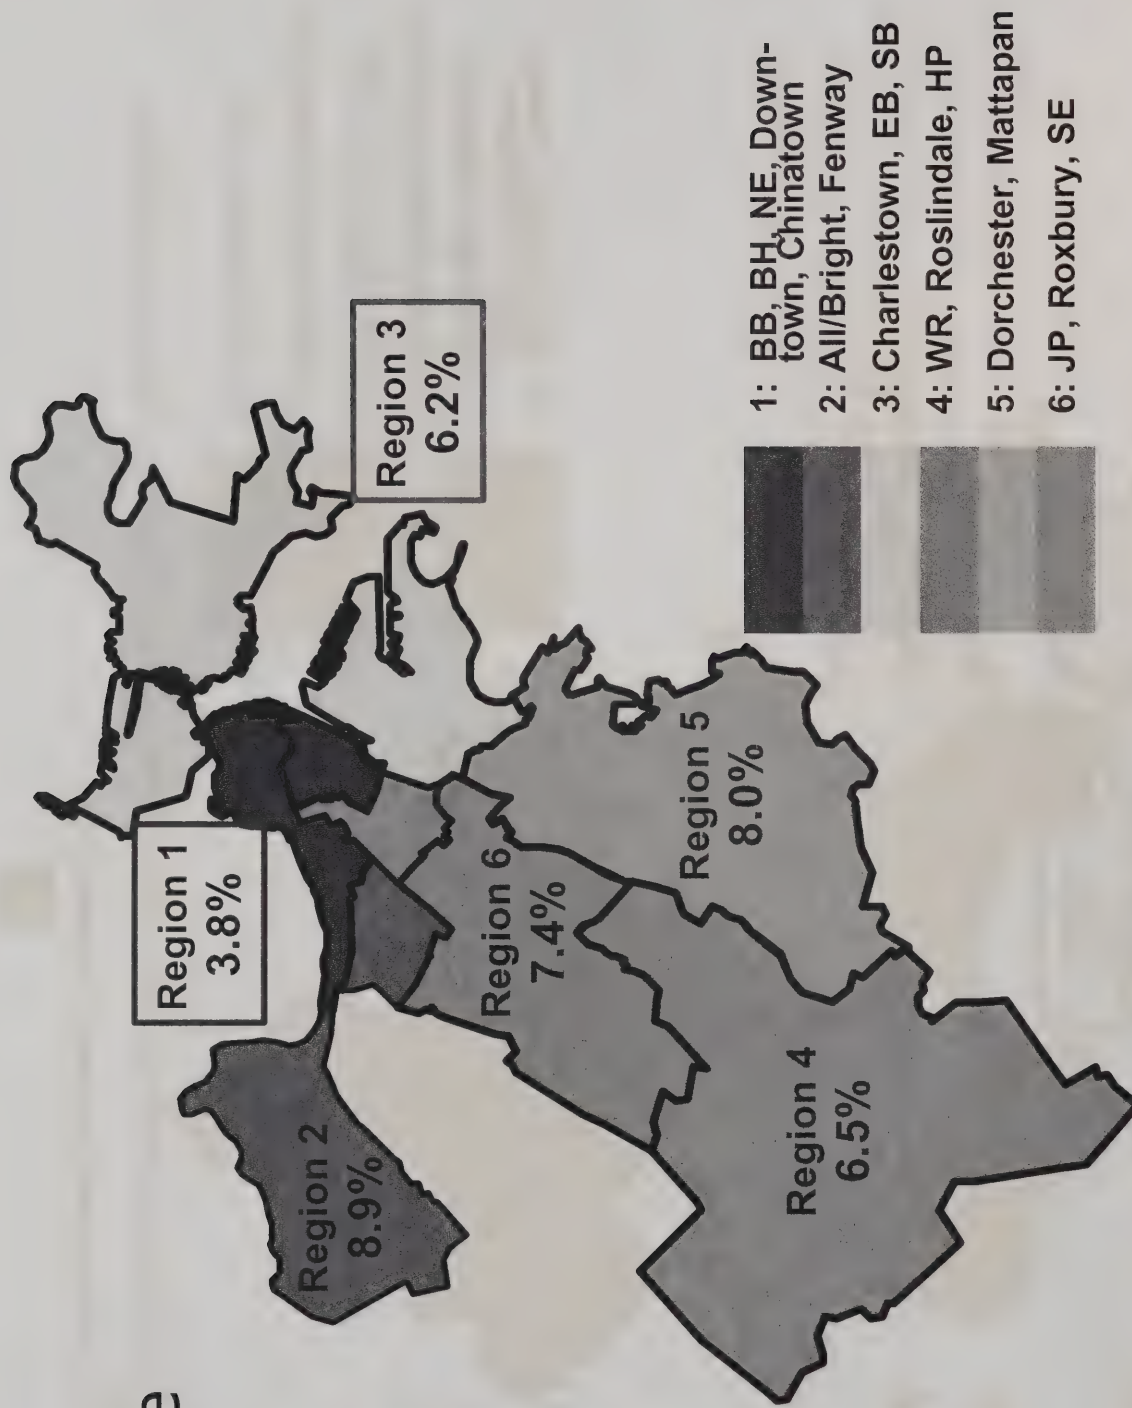 Region 1
3.8%
Region 3
6.2%
Region 2
8.9%
Region 6
7.4%
Region 5
8.0%
Region 4
6.5%
1: BB, BH, NE, Down-
town, Chinatown
2: All/Bright, Fenway
3: Charlestown, EB, SB
4: WR, Roslindale, HP
5: Dorchester, Mattapan
6: JP, Roxbury, SE
e